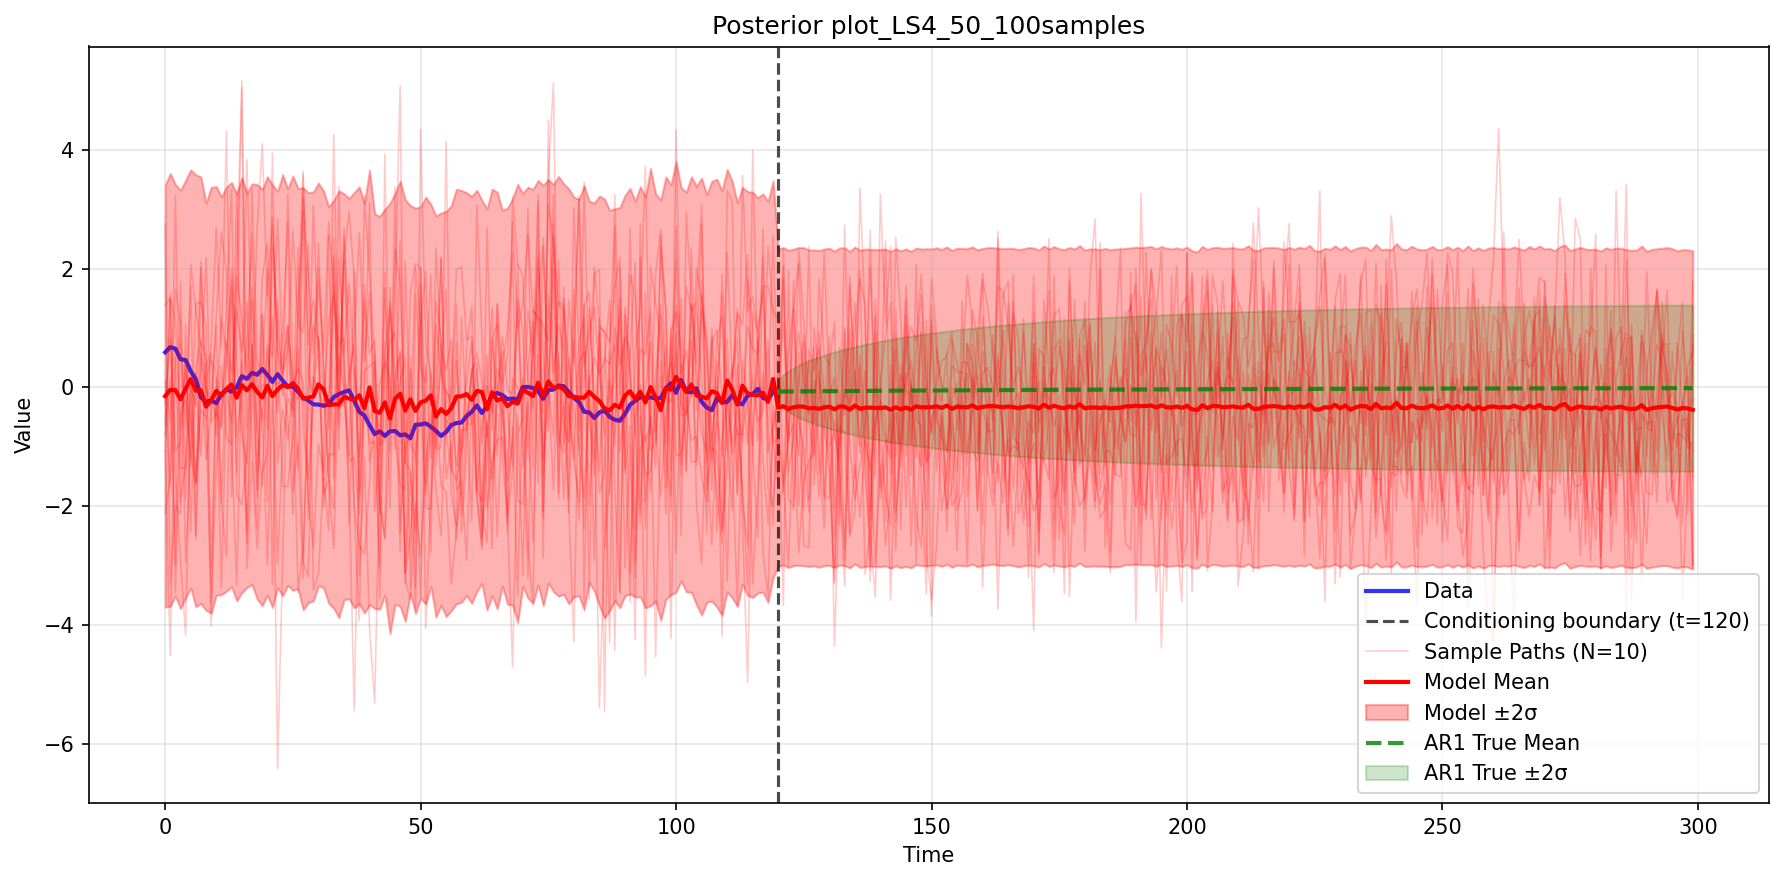 Posterior plot_LS4_50_100samples
Value
4
2
0
−2
−4
−6
0
50
100
150
200
250
300
Time
Data
Conditioning boundary (t=120)
Sample Paths (N=10)
Model Mean
Model ±2σ
AR1 True Mean
AR1 True ±2σ